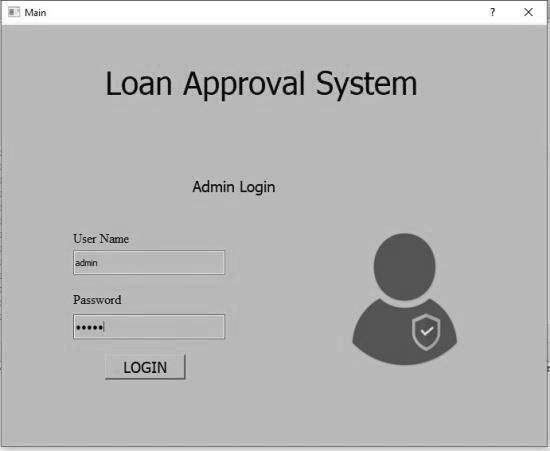 Main
?
Loan Approval System
Admin Login
User Name
admin
Password
•••••
LOGIN